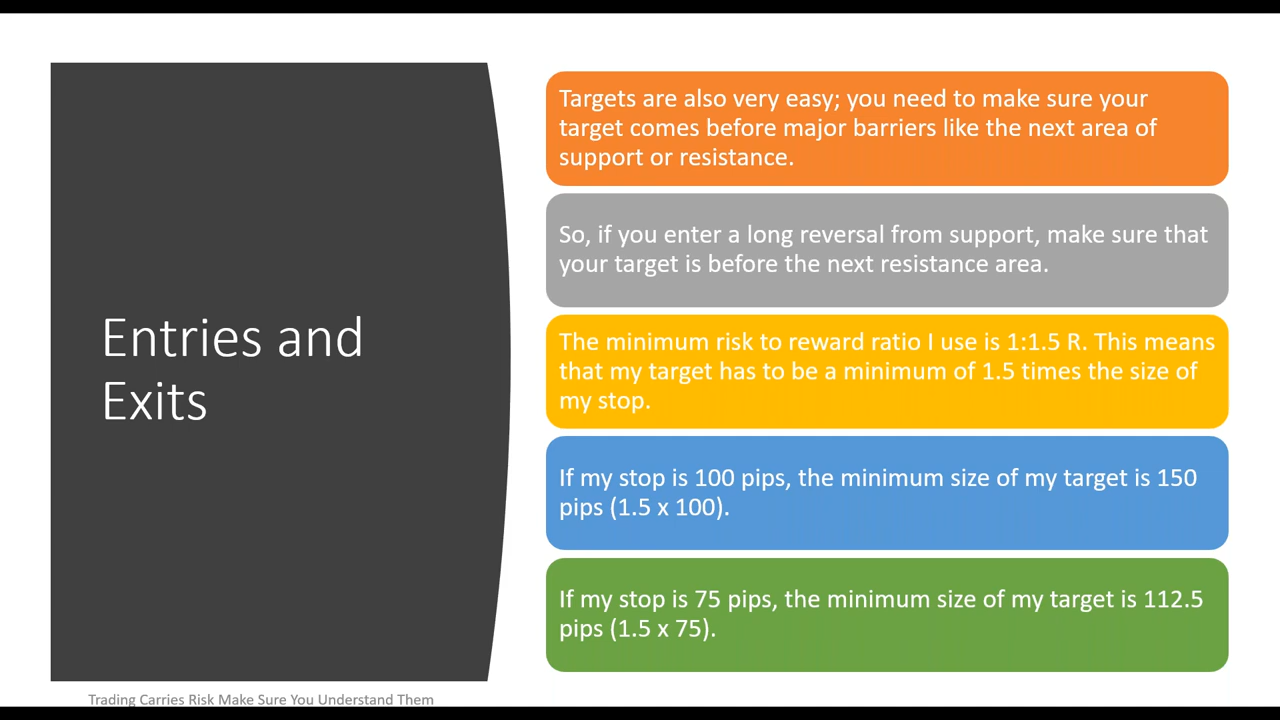 Entries and
Exits
Targets are also very easy; you need to make sure your
target comes before major barriers like the next area of
support or resistance.
So, if you enter a long reversal from support, make sure that
your target is before the next resistance area.
The minimum risk to reward ratio I use is 1:1.5 R. This means
that my target has to be a minimum of 1.5 times the size of
my stop.
If my stop is 100 pips, the minimum size of my target is 150
pips (1.5 x 100).
If my stop is 75 pips, the minimum size of my target is 112.5
pips (1.5 x 75).
Trading Carries Risk Make Sure You Understand Them